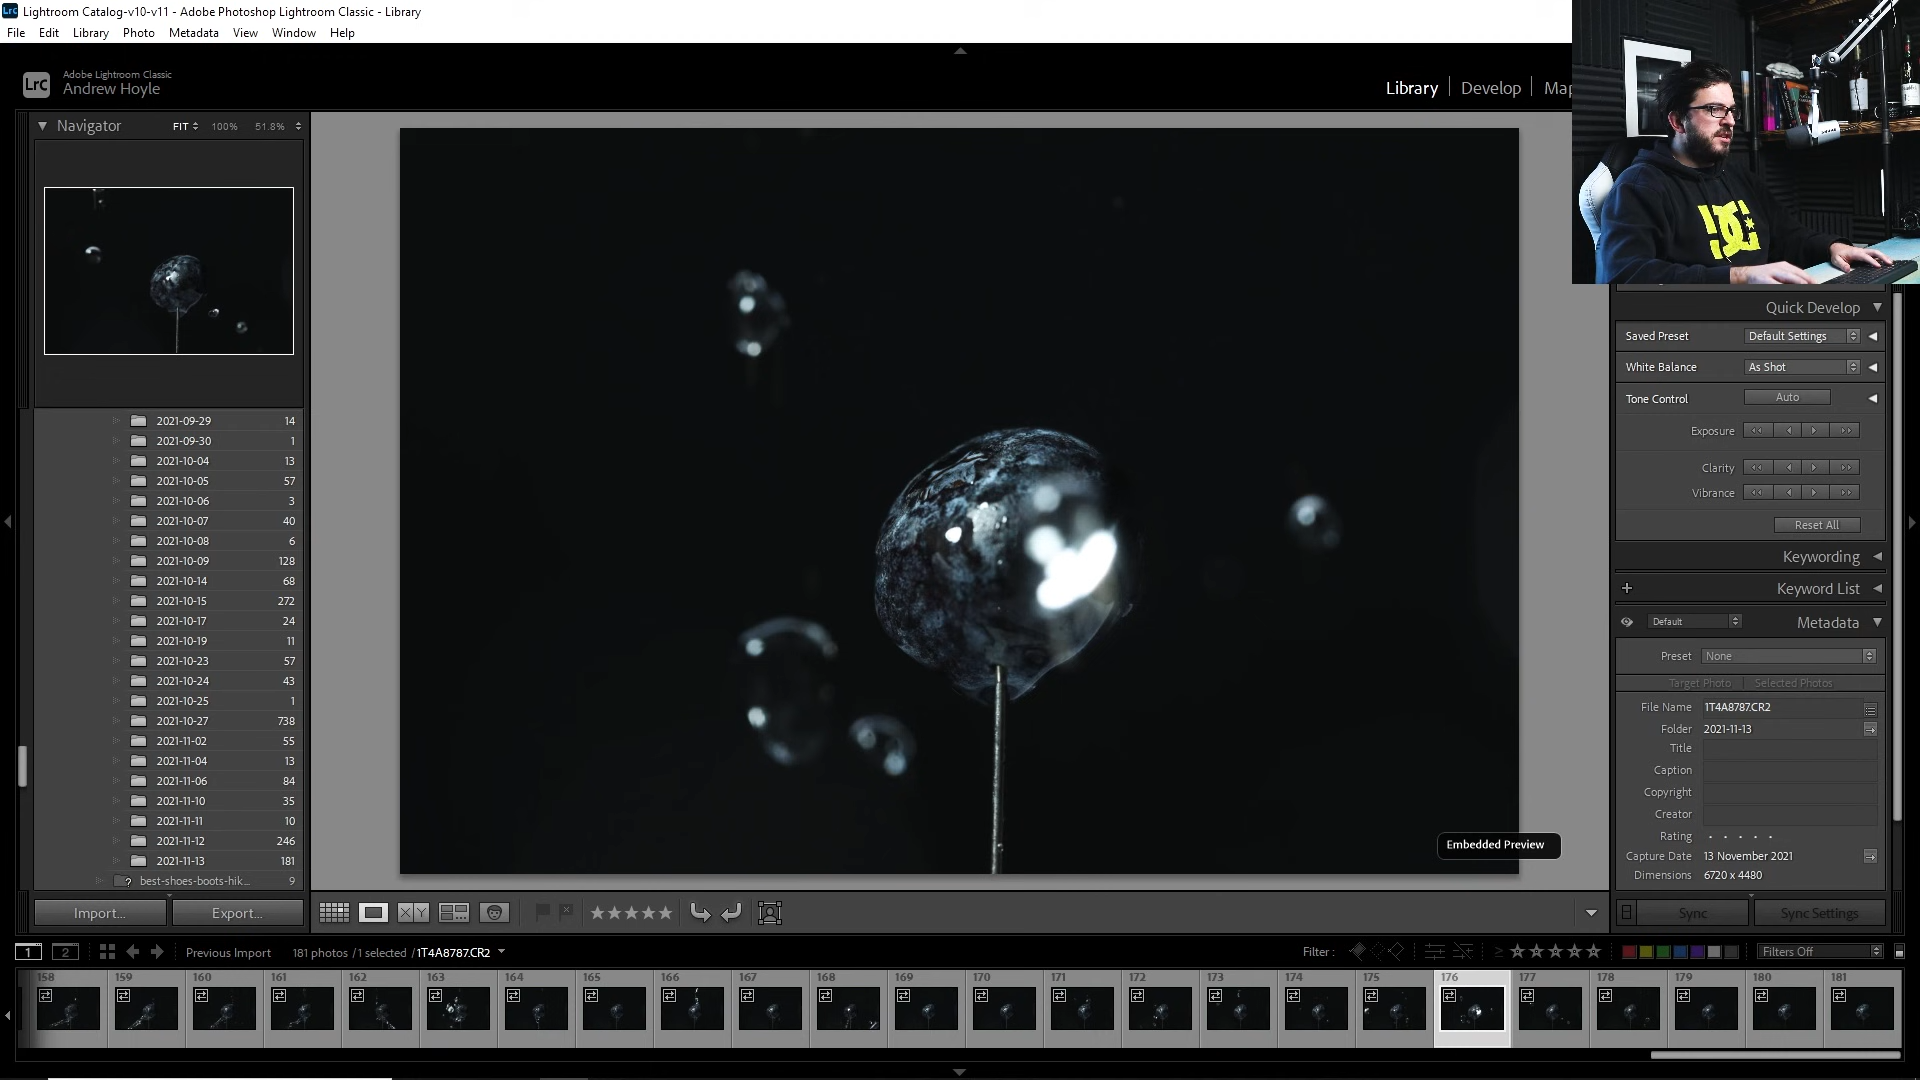 Lrc Lightroom Catalog-v10-v11 - Adobe Photoshop Lightroom Classic - Library
File Edit Library Photo Metadata View Window Help
LrC Adobe Lightroom Classic
Andrew Hoyle
Library | Develop | Map
Navigator FIT 100% 51.8%
2021-09-29 14
2021-09-30 1
2021-10-04 13
2021-10-05 57
2021-10-06 3
2021-10-07 40
2021-10-08 6
2021-10-09 128
2021-10-14 68
2021-10-15 272
2021-10-17 24
2021-10-19 11
2021-10-23 57
2021-10-24 43
2021-10-25 1
2021-10-27 738
2021-11-02 55
2021-11-04 13
2021-11-06 84
2021-11-10 35
2021-11-11 10
2021-11-12 246
2021-11-13 181
best-shoes-boots-hik... 9
Import... Export...
Embedded Preview
Quick Develop
Saved Preset Default Settings
White Balance As Shot
Tone Control Auto
Exposure
Clarity
Vibrance
Reset All
Keywording
Keyword List
Default Metadata
Preset None
Target Photo Selected Photos
File Name 1T4A8787.CR2
Folder 2021-11-13
Title
Caption
Copyright
Creator
Rating
Capture Date 13 November 2021
Dimensions 6720 x 4480
Sync Sync Settings
XY
1 2 Previous Import 181 photos / 1 selected / 1T4A8787.CR2 Filter : Filters Off
158 159 160 161 162 163 164 165 166 167 168 169 170 171 172 173 174 175 176 177 178 179 180 181